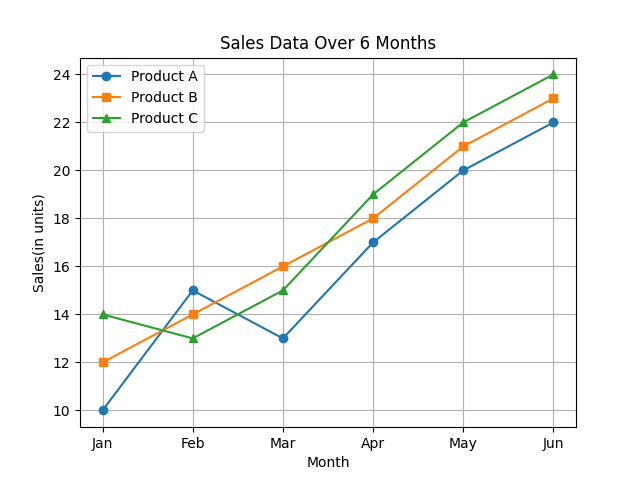 Sales Data Over 6 Months
Product A
Product B
Product C
24
22
20
18
16
14
12
10
Sales(in units)
Jan Feb Mar Apr May Jun
Month